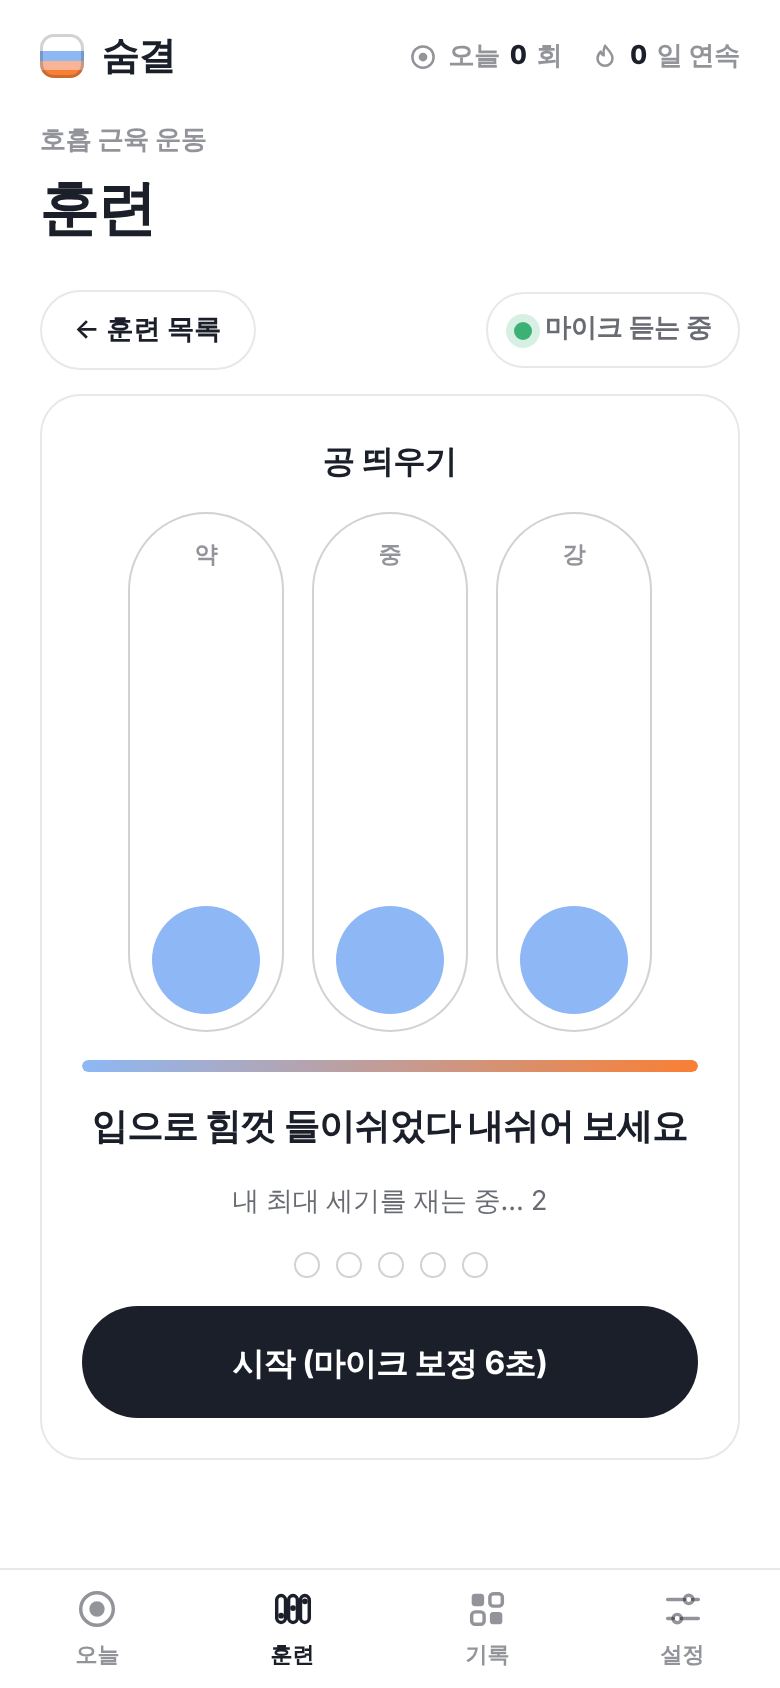 숨결
오늘 0 회 0 일 연속
호흡 근육 운동
훈련
← 훈련 목록
마이크 듣는 중
공 띄우기
약 중 강
입으로 힘껏 들이쉬었다 내쉬어 보세요
내 최대 세기를 재는 중... 2
시작 (마이크 보정 6초)
오늘 훈련 기록 설정